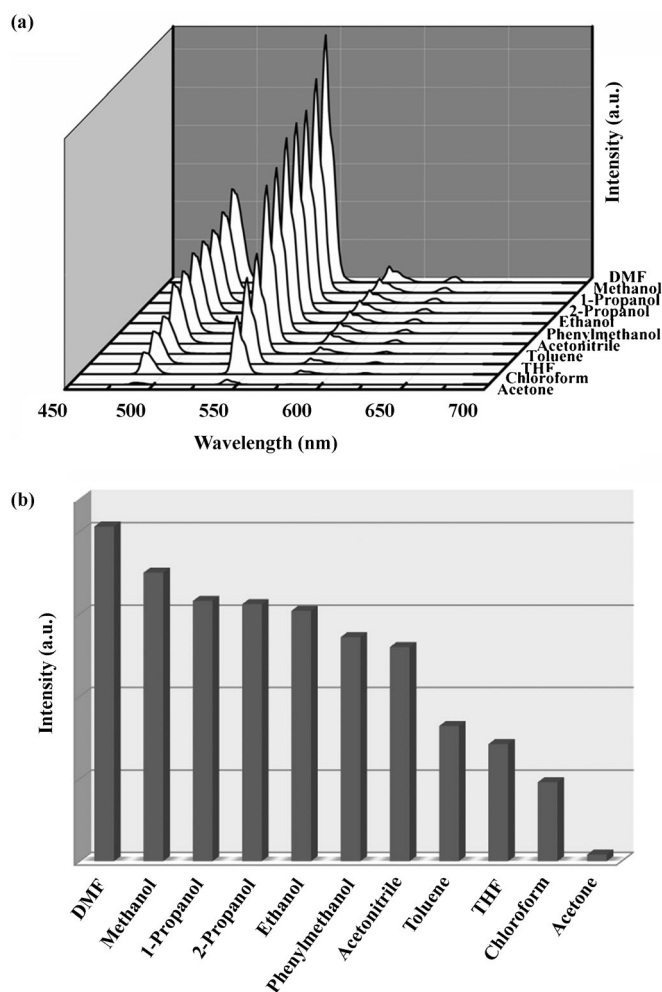 (a)
Intensity (a.u.)
DMF
Methanol
1-Propanol
2-Propanol
Ethanol
Phenylmethanol
Acetonitrile
Toluene
THF
Chloroform
Acetone
450 500 550 600 650 700
Wavelength (nm)
(b)
Intensity (a.u.)
DMF
Methanol
1-Propanol
2-Propanol
Ethanol
Phenylmethanol
Acetonitrile
Toluene
THF
Chloroform
Acetone